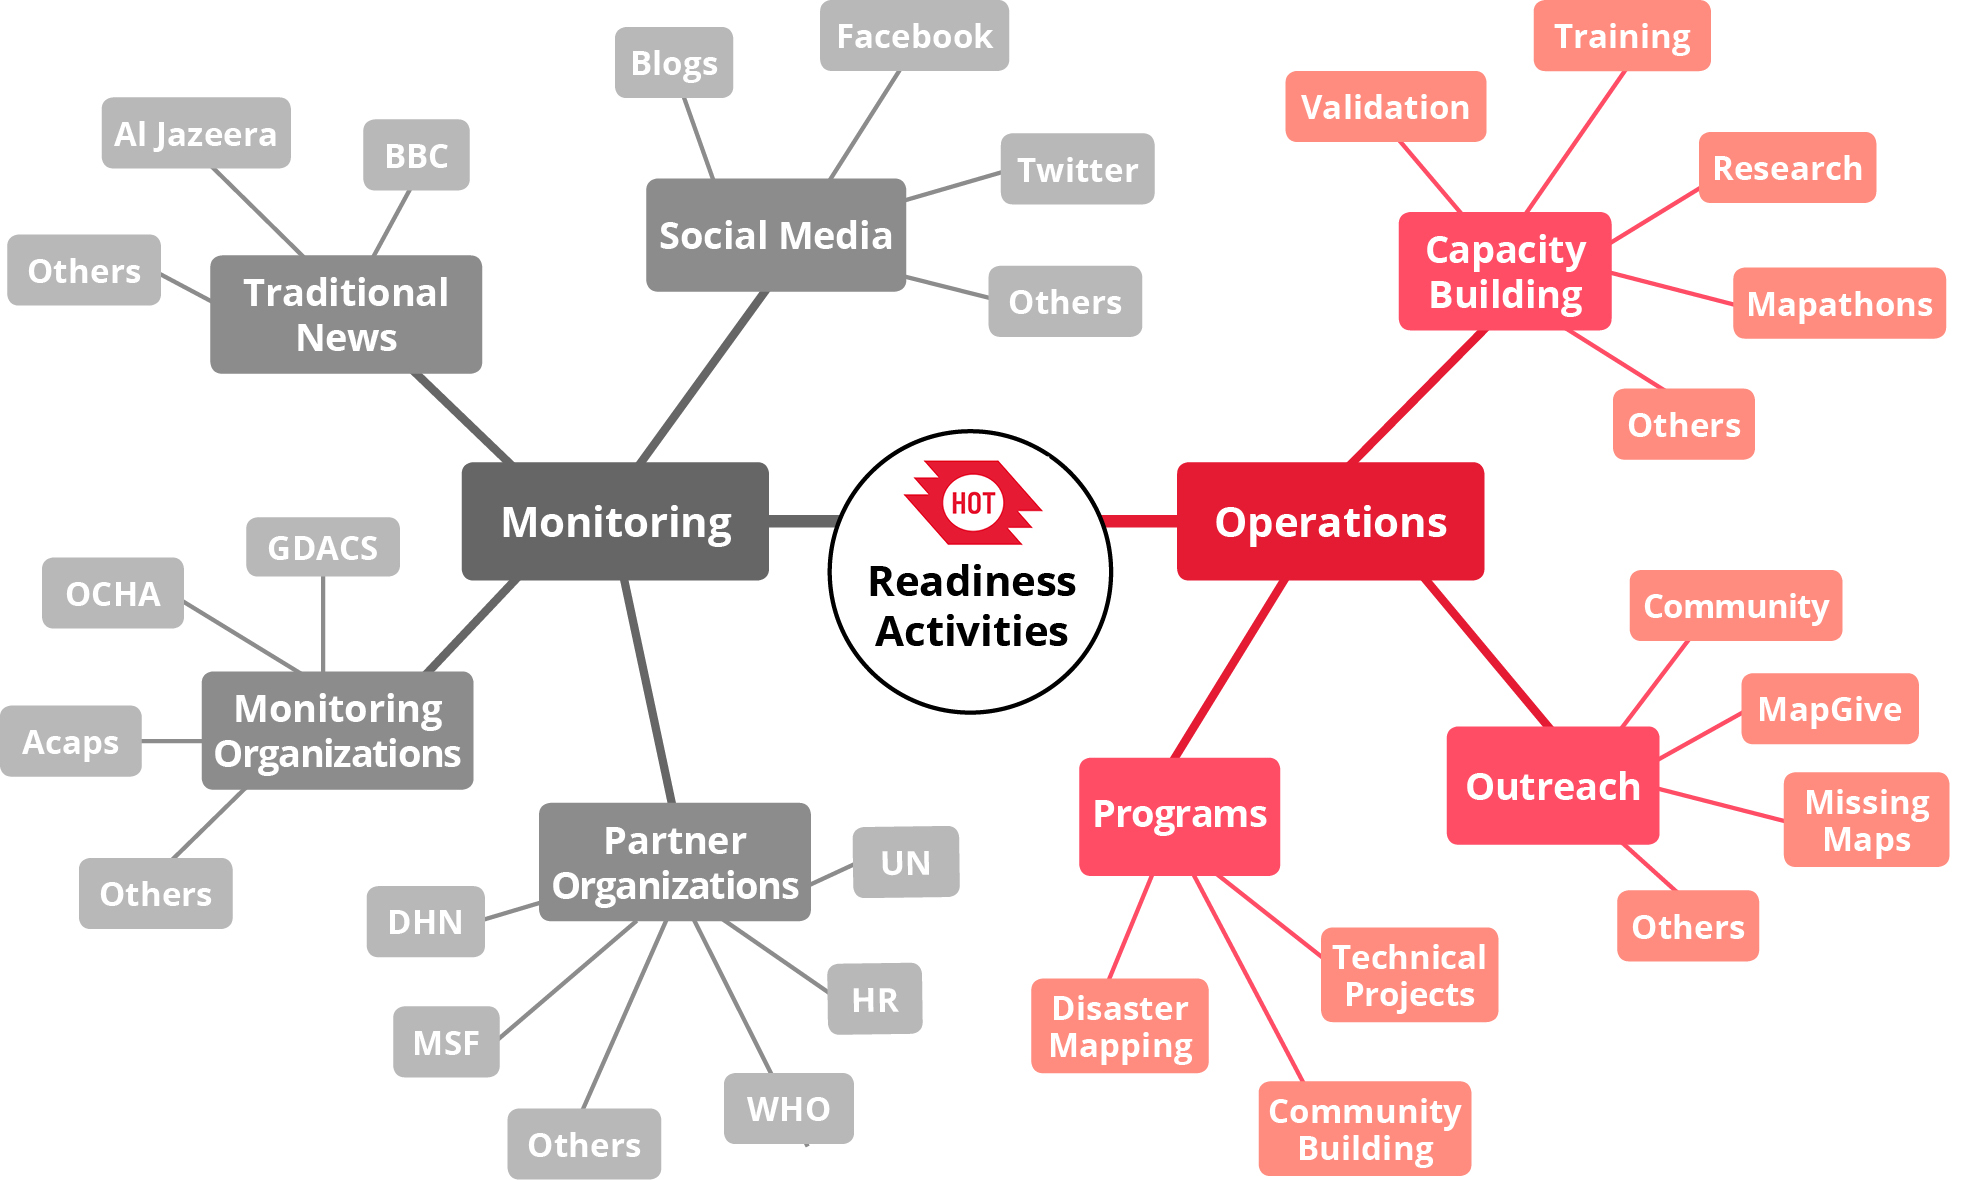 HOT
Readiness
Activities
Monitoring
Traditional
News
Al Jazeera
BBC
Others
Social Media
Blogs
Facebook
Twitter
Others
Monitoring
Organizations
GDACS
OCHA
Acaps
Others
Partner
Organizations
UN
DHN
HR
MSF
WHO
Others
Operations
Capacity
Building
Training
Validation
Research
Mapathons
Others
Outreach
Community
MapGive
Missing
Maps
Others
Programs
Technical
Projects
Disaster
Mapping
Community
Building